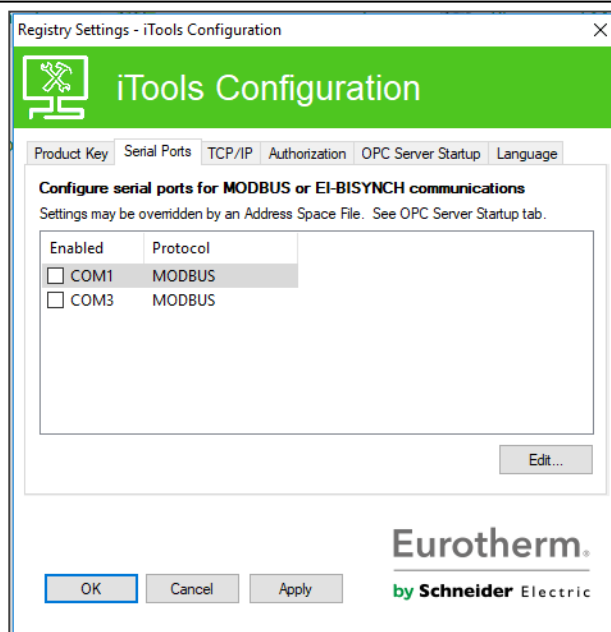 Registry Settings - iTools Configuration
iTools Configuration
Product Key Serial Ports TCP/IP Authorization OPC Server Startup Language
Configure serial ports for MODBUS or EI-BISYNCH communications
Settings may be overridden by an Address Space File. See OPC Server Startup tab.
Enabled Protocol
COM1 MODBUS
COM3 MODBUS
Edit...
Eurotherm.
by Schneider Electric
OK Cancel Apply